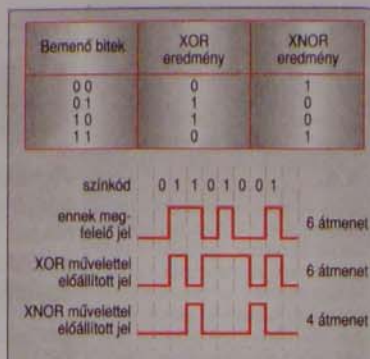 Bemenő bitek XOR eredmény XNOR eredmény
0 0 0 1
0 1 1 0
1 0 1 0
1 1 0 1
színkód 0 1 1 0 1 0 0 1
ennek meg-
felelő jel 6 átmenet
XOR művelettel
előállított jel 6 átmenet
XNOR művelettel
előállított jel 4 átmenet